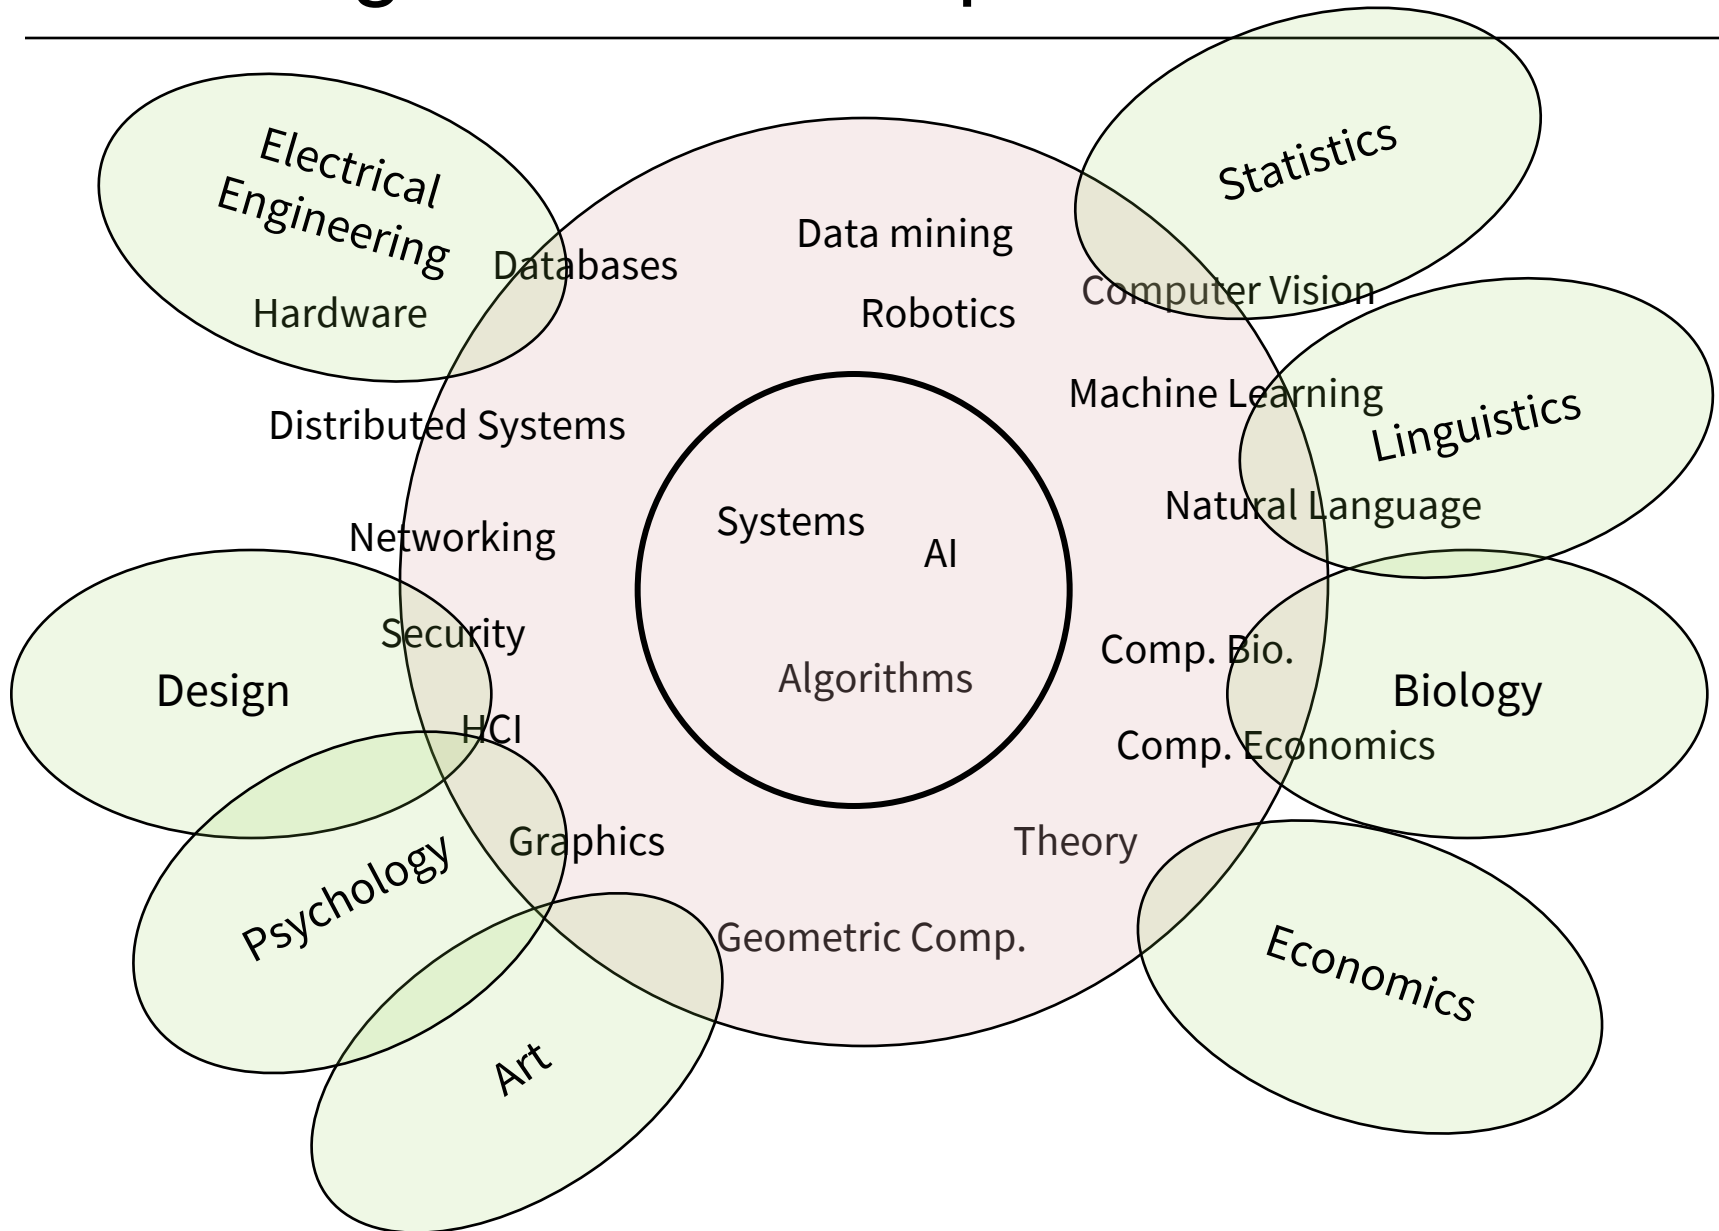 Electrical
Engineering
Statistics
Databases
Data mining
Computer Vision
Hardware
Robotics
Machine Learning
Linguistics
Distributed Systems
Natural Language
Networking
Systems
AI
Security
Comp. Bio.
Design
Algorithms
Biology
HCI
Comp. Economics
Graphics
Theory
Psychology
Geometric Comp.
Economics
Art